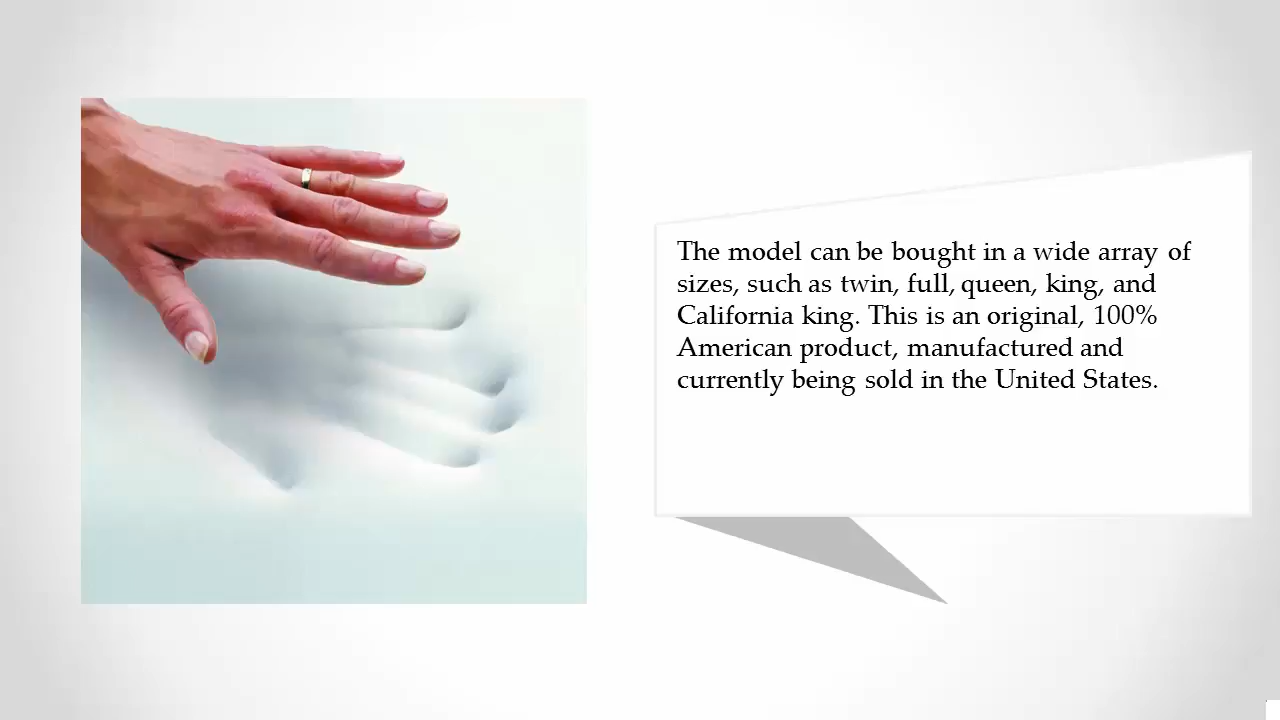 The model can be bought in a wide array of
sizes, such as twin, full, queen, king, and
California king. This is an original, 100%
American product, manufactured and
currently being sold in the United States.